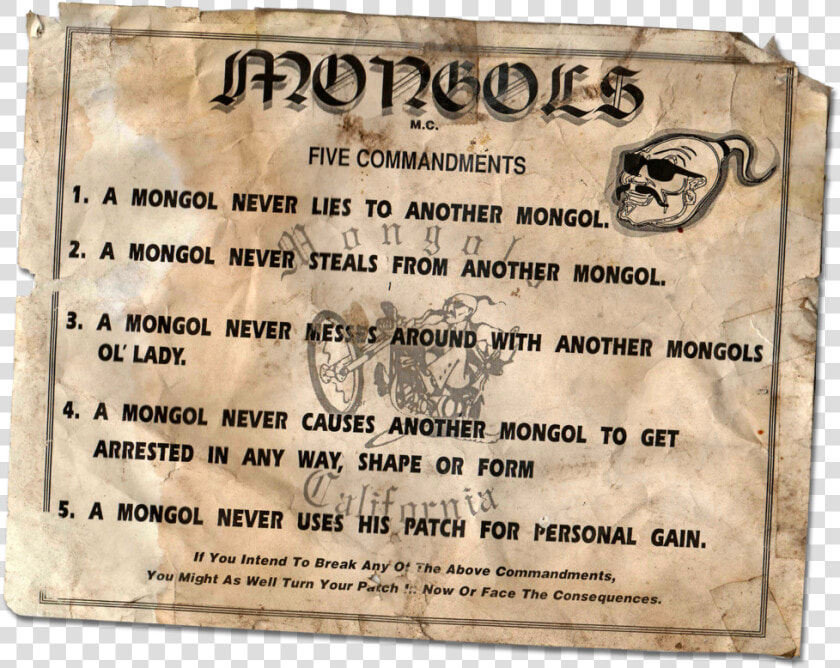 MONGOLS
M.C.
FIVE COMMANDMENTS
1. A MONGOL NEVER LIES TO ANOTHER MONGOL.
Mongols
2. A MONGOL NEVER STEALS FROM ANOTHER MONGOL.
3. A MONGOL NEVER MESSES AROUND WITH ANOTHER MONGOLS
OL' LADY.
4. A MONGOL NEVER CAUSES ANOTHER MONGOL TO GET
ARRESTED IN ANY WAY, SHAPE OR FORM
California
5. A MONGOL NEVER USES HIS PATCH FOR PERSONAL GAIN.
If You Intend To Break Any Of The Above Commandments,
You Might As Well Turn Your Patch In Now Or Face The Consequences.